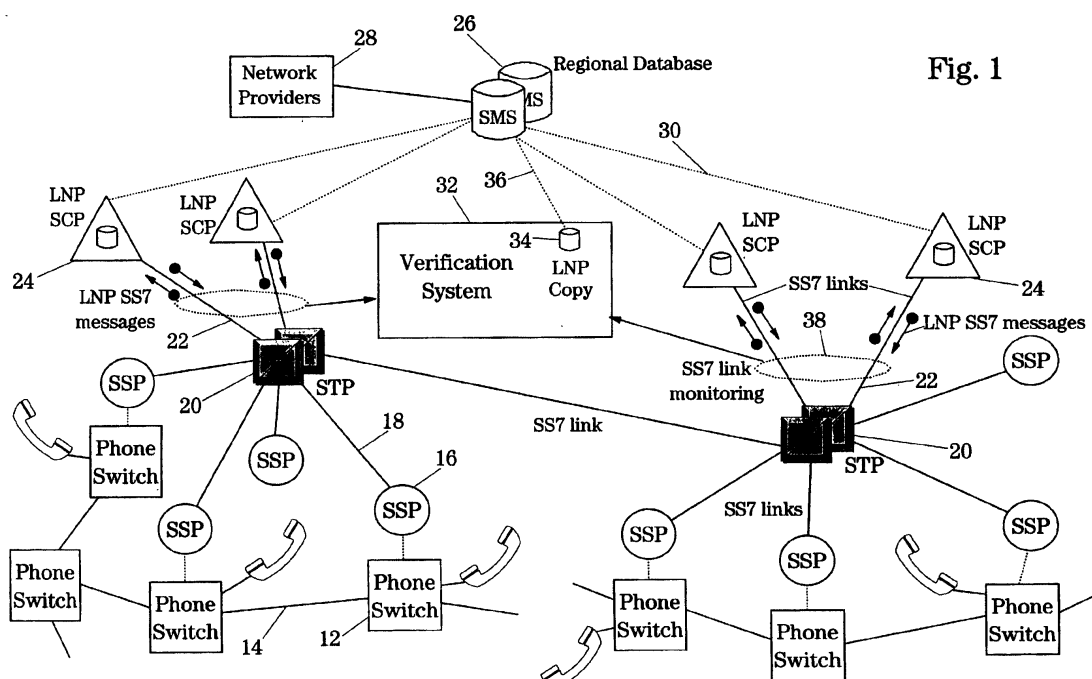 26
28
Regional Database
Fig. 1
Network
Providers
MS
SMS
30
36
LNP
SCP
LNP
SCP
32
34
Verification
System
LNP
Copy
LNP
SCP
LNP
SCP
24
24
LNP SS7
messages
SS7 links
LNP SS7 messages
22
38
SS7 link
monitoring
22
SSP
SSP
20
STP
SS7 link
18
20
STP
Phone
Switch
SSP
16
SSP
SSP
SS7 links
SSP
SSP
SSP
Phone
Switch
Phone
Switch
Phone
Switch
14
12
Phone
Switch
Phone
Switch
Phone
Switch